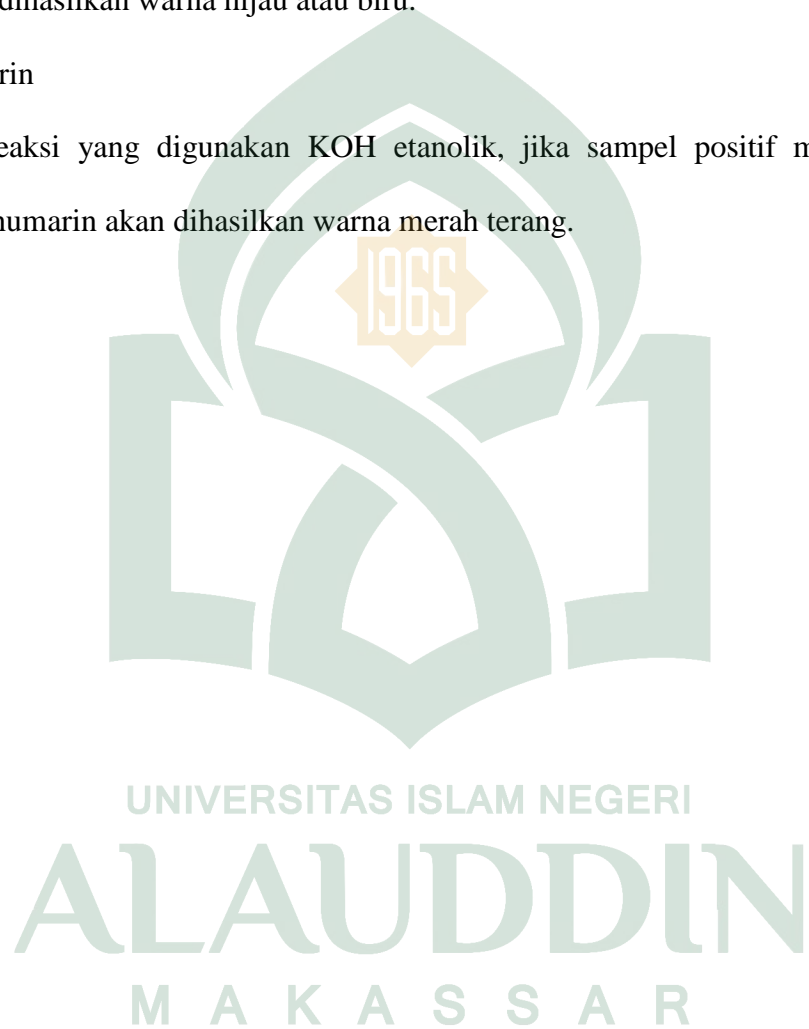 dihasilkan warna hijau atau biru.
rin
eaksi yang digunakan KOH etanolik, jika sampel positif m
umarin akan dihasilkan warna merah terang.
1965
UNIVERSITAS ISLAM NEGERI
ALAUDDIN
M A K A S S A R